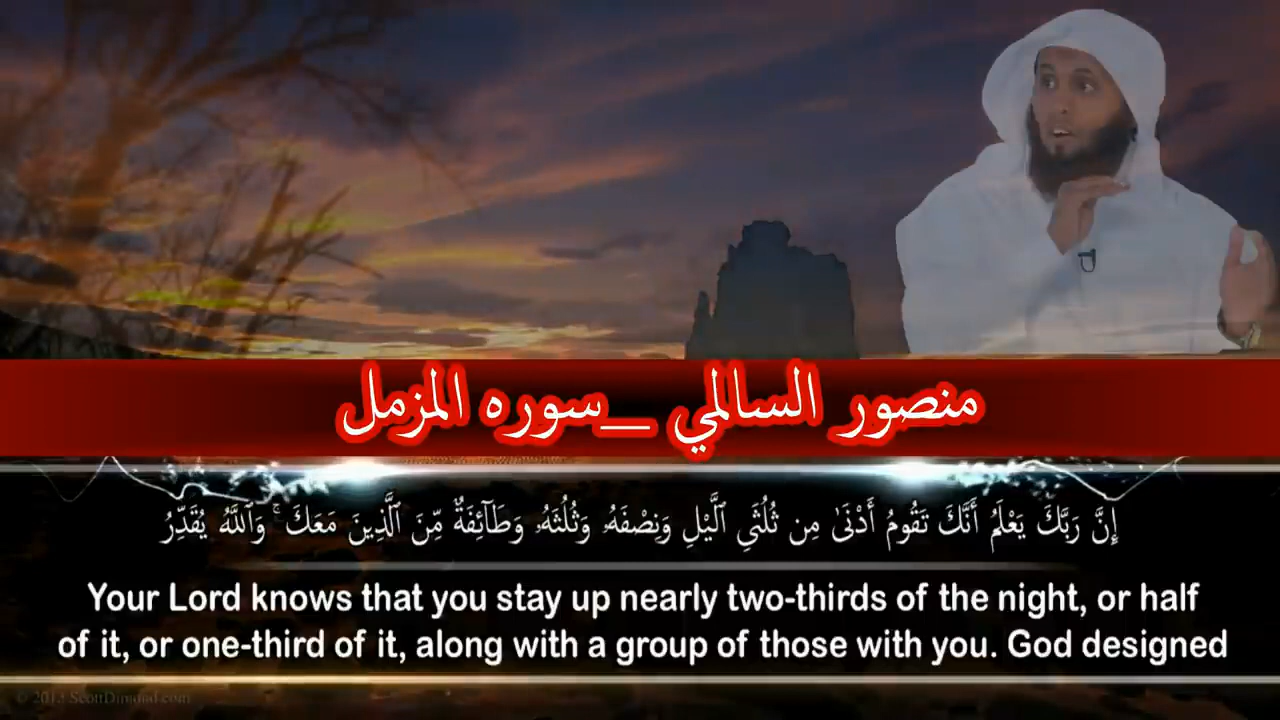 منصور السالمي _سوره المزمل
إِنَّ رَبَّكَ يَعْلَمُ أَنَّكَ تَقُومُ أَدْنَىٰ مِن ثُلُثَيِ ٱلَّيْلِ وَنِصْفَهُۥ وَثُلُثَهُۥ وَطَآئِفَةٌ مِّنَ ٱلَّذِينَ مَعَكَ ۚ وَٱللَّهُ يُقَدِّرُ
Your Lord knows that you stay up nearly two-thirds of the night, or half
of it, or one-third of it, along with a group of those with you. God designed
© 2013